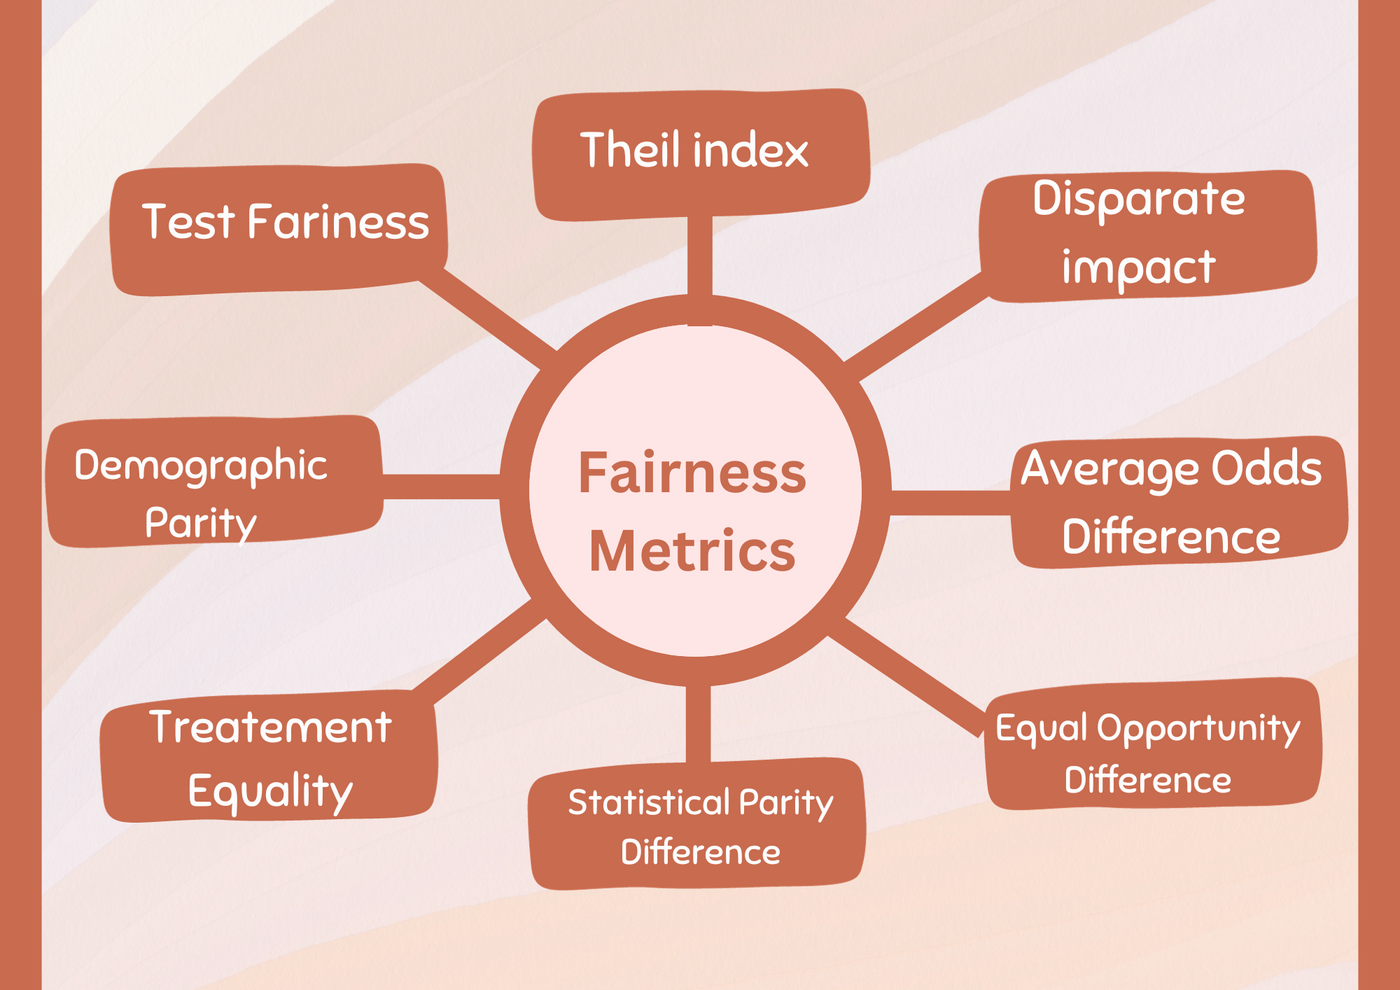 Theil index
Test Fariness
Disparate
impact
Demographic
Parity
Fairness
Metrics
Average Odds
Difference
Treatement
Equality
Statistical Parity
Difference
Equal Opportunity
Difference